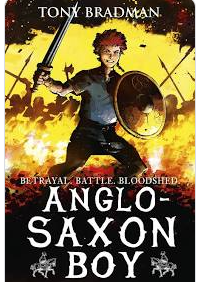 TONY BRADMAN
BETRAYAL. BATTLE. BLOODSHED.
ANGLO-
SAXON
BOY